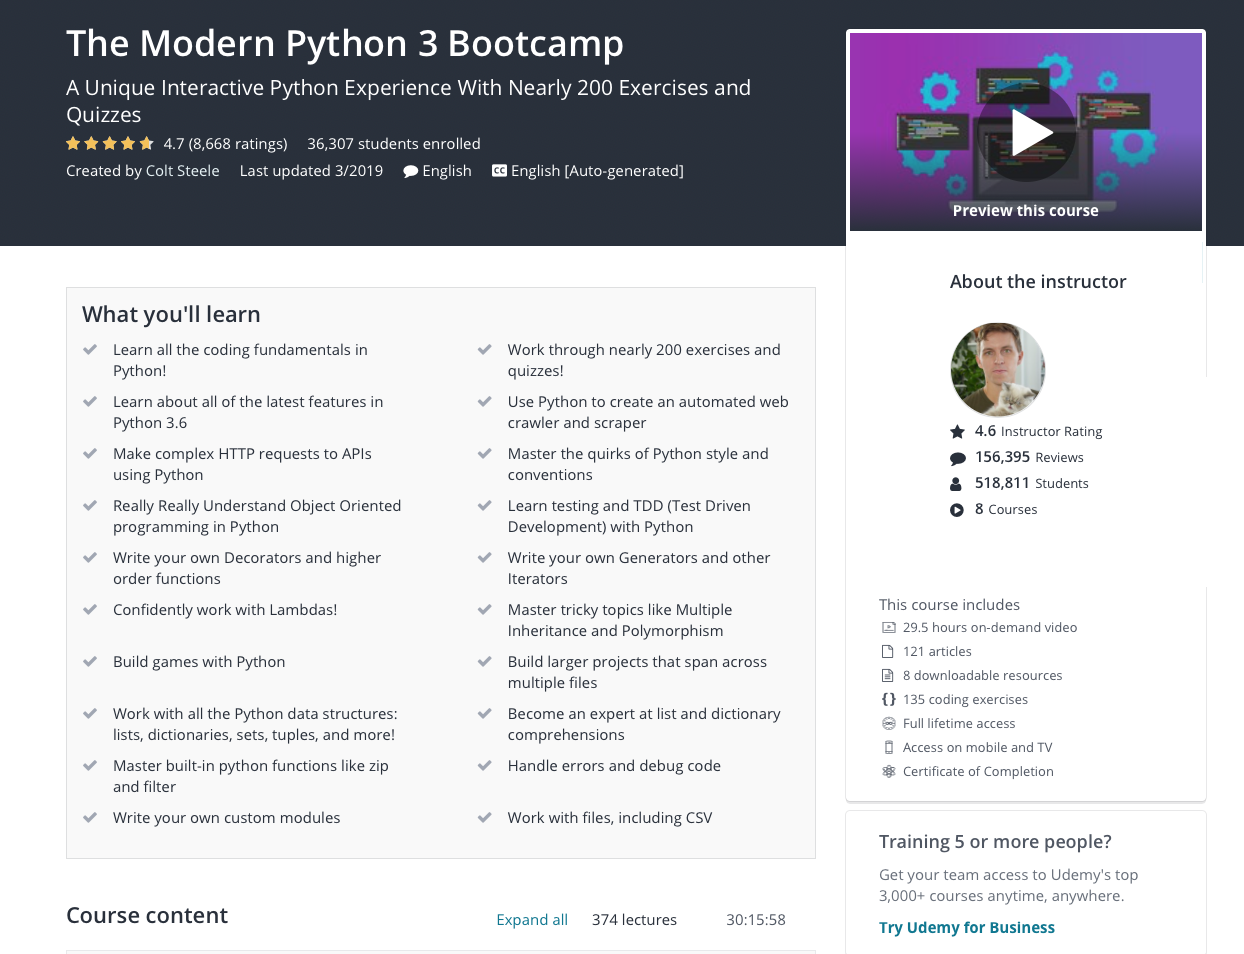 The Modern Python 3 Bootcamp
A Unique Interactive Python Experience With Nearly 200 Exercises and
Quizzes
4.7 (8,668 ratings) 36,307 students enrolled
Created by Colt Steele Last updated 3/2019 English CC English [Auto-generated]
Preview this course
What you'll learn
Learn all the coding fundamentals in
Python!
Work through nearly 200 exercises and
quizzes!
Learn about all of the latest features in
Python 3.6
Use Python to create an automated web
crawler and scraper
Make complex HTTP requests to APIs
using Python
Master the quirks of Python style and
conventions
Really Really Understand Object Oriented
programming in Python
Learn testing and TDD (Test Driven
Development) with Python
Write your own Decorators and higher
order functions
Write your own Generators and other
Iterators
Confidently work with Lambdas!
Master tricky topics like Multiple
Inheritance and Polymorphism
Build games with Python
Build larger projects that span across
multiple files
Work with all the Python data structures:
lists, dictionaries, sets, tuples, and more!
Become an expert at list and dictionary
comprehensions
Master built-in python functions like zip
and filter
Handle errors and debug code
Write your own custom modules
Work with files, including CSV
Course content
Expand all 374 lectures 30:15:58
About the instructor
4.6 Instructor Rating
156,395 Reviews
518,811 Students
8 Courses
This course includes
29.5 hours on-demand video
121 articles
8 downloadable resources
{} 135 coding exercises
Full lifetime access
Access on mobile and TV
Certificate of Completion
Training 5 or more people?
Get your team access to Udemy's top
3,000+ courses anytime, anywhere.
Try Udemy for Business